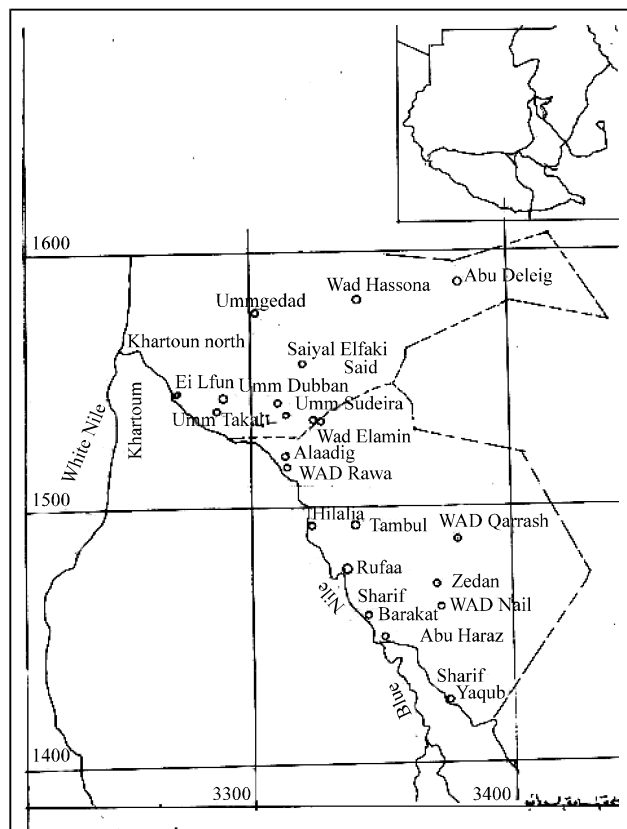 1600
Abu Deleig
Wad Hassona
Ummgedad
Khartoun north
Saiyal Elfaki
Said
Ei Lfun
Umm Dubban
Umm Takalt
Umm Sudeira
Wad Elamin
White Nile
Khartoum
Alaadig
WAD Rawa
1500
Hilalia
Tambul
WAD Qarrash
Rufaa
Zedan
Nile
Sharif
Barakat
WAD Nail
Abu Haraz
Sharif
Yaqub
Blue
1400
3300
3400